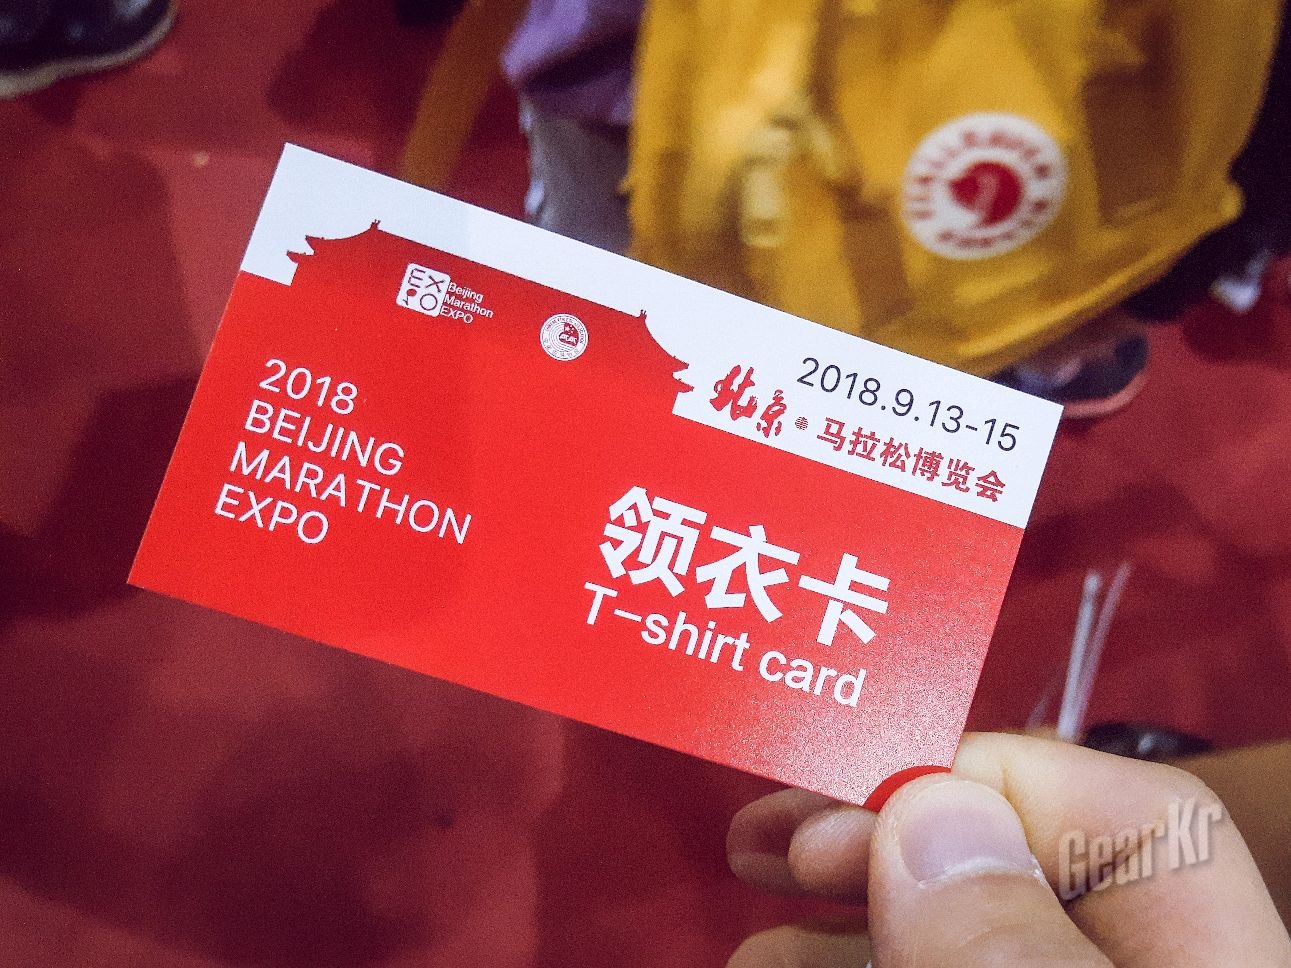 EXPO
Beijing
Marathon
EXPO
2018
BEIJING
MARATHON
EXPO
2018.9.13-15
北京
马拉松博览会
领衣卡
T-shirt card
GearKr